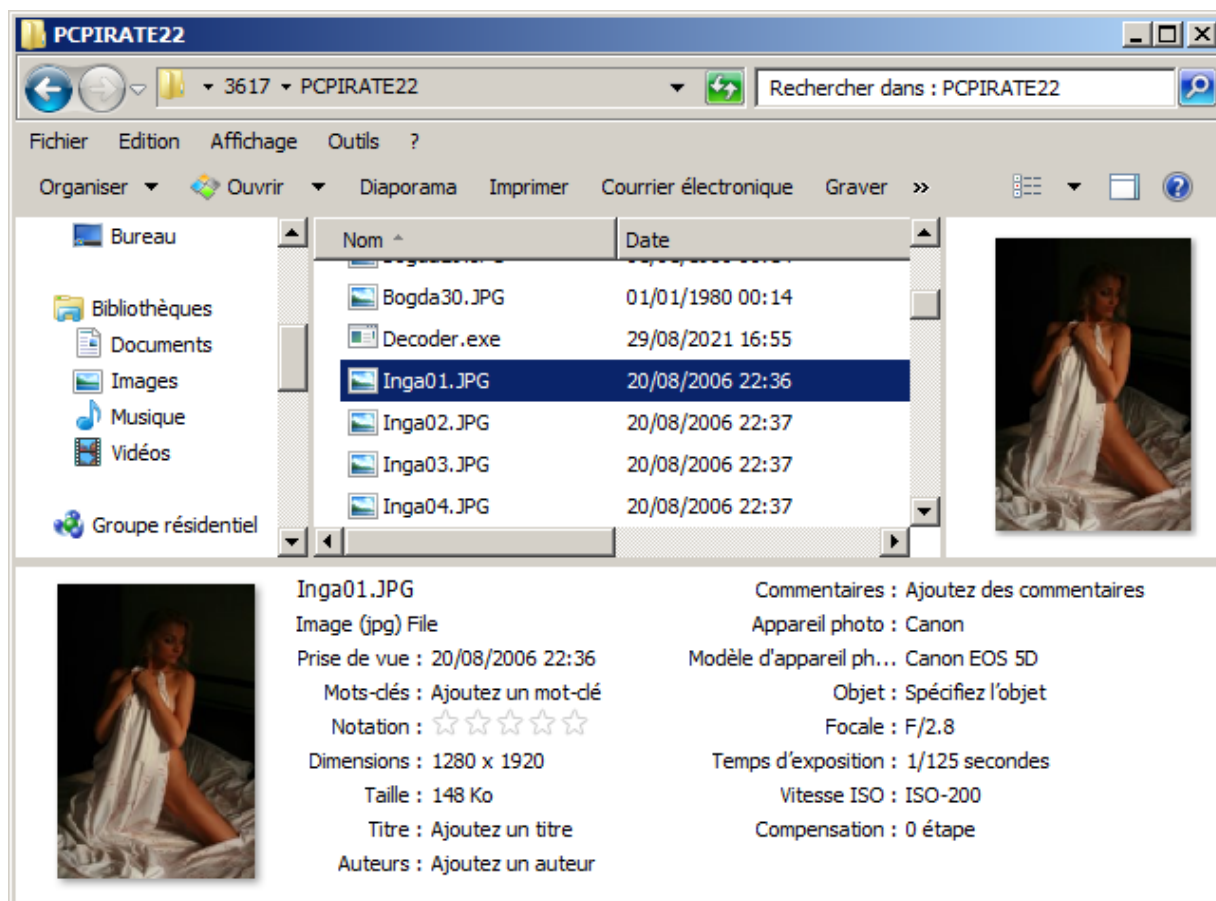 PCPIRATE22
3617 PCPIRATE22
Rechercher dans : PCPIRATE22
Fichier Edition Affichage Outils ?
Organiser Ouvrir Diaporama Imprimer Courrier électronique Graver »
Bureau
Bibliothèques
Documents
Images
Musique
Vidéos
Groupe résidentiel
Nom Date
Bogda30.JPG 01/01/1980 00:14
Decoder.exe 29/08/2021 16:55
Inga01.JPG 20/08/2006 22:36
Inga02.JPG 20/08/2006 22:37
Inga03.JPG 20/08/2006 22:37
Inga04.JPG 20/08/2006 22:37
Inga01.JPG
Image (jpg) File
Prise de vue : 20/08/2006 22:36
Mots-clés : Ajoutez un mot-clé
Notation :
Dimensions : 1280 x 1920
Taille : 148 Ko
Titre : Ajoutez un titre
Auteurs : Ajoutez un auteur
Commentaires : Ajoutez des commentaires
Appareil photo : Canon
Modèle d'appareil ph... Canon EOS 5D
Objet : Spécifiez l'objet
Focale : F/2.8
Temps d'exposition : 1/125 secondes
Vitesse ISO : ISO-200
Compensation : 0 étape